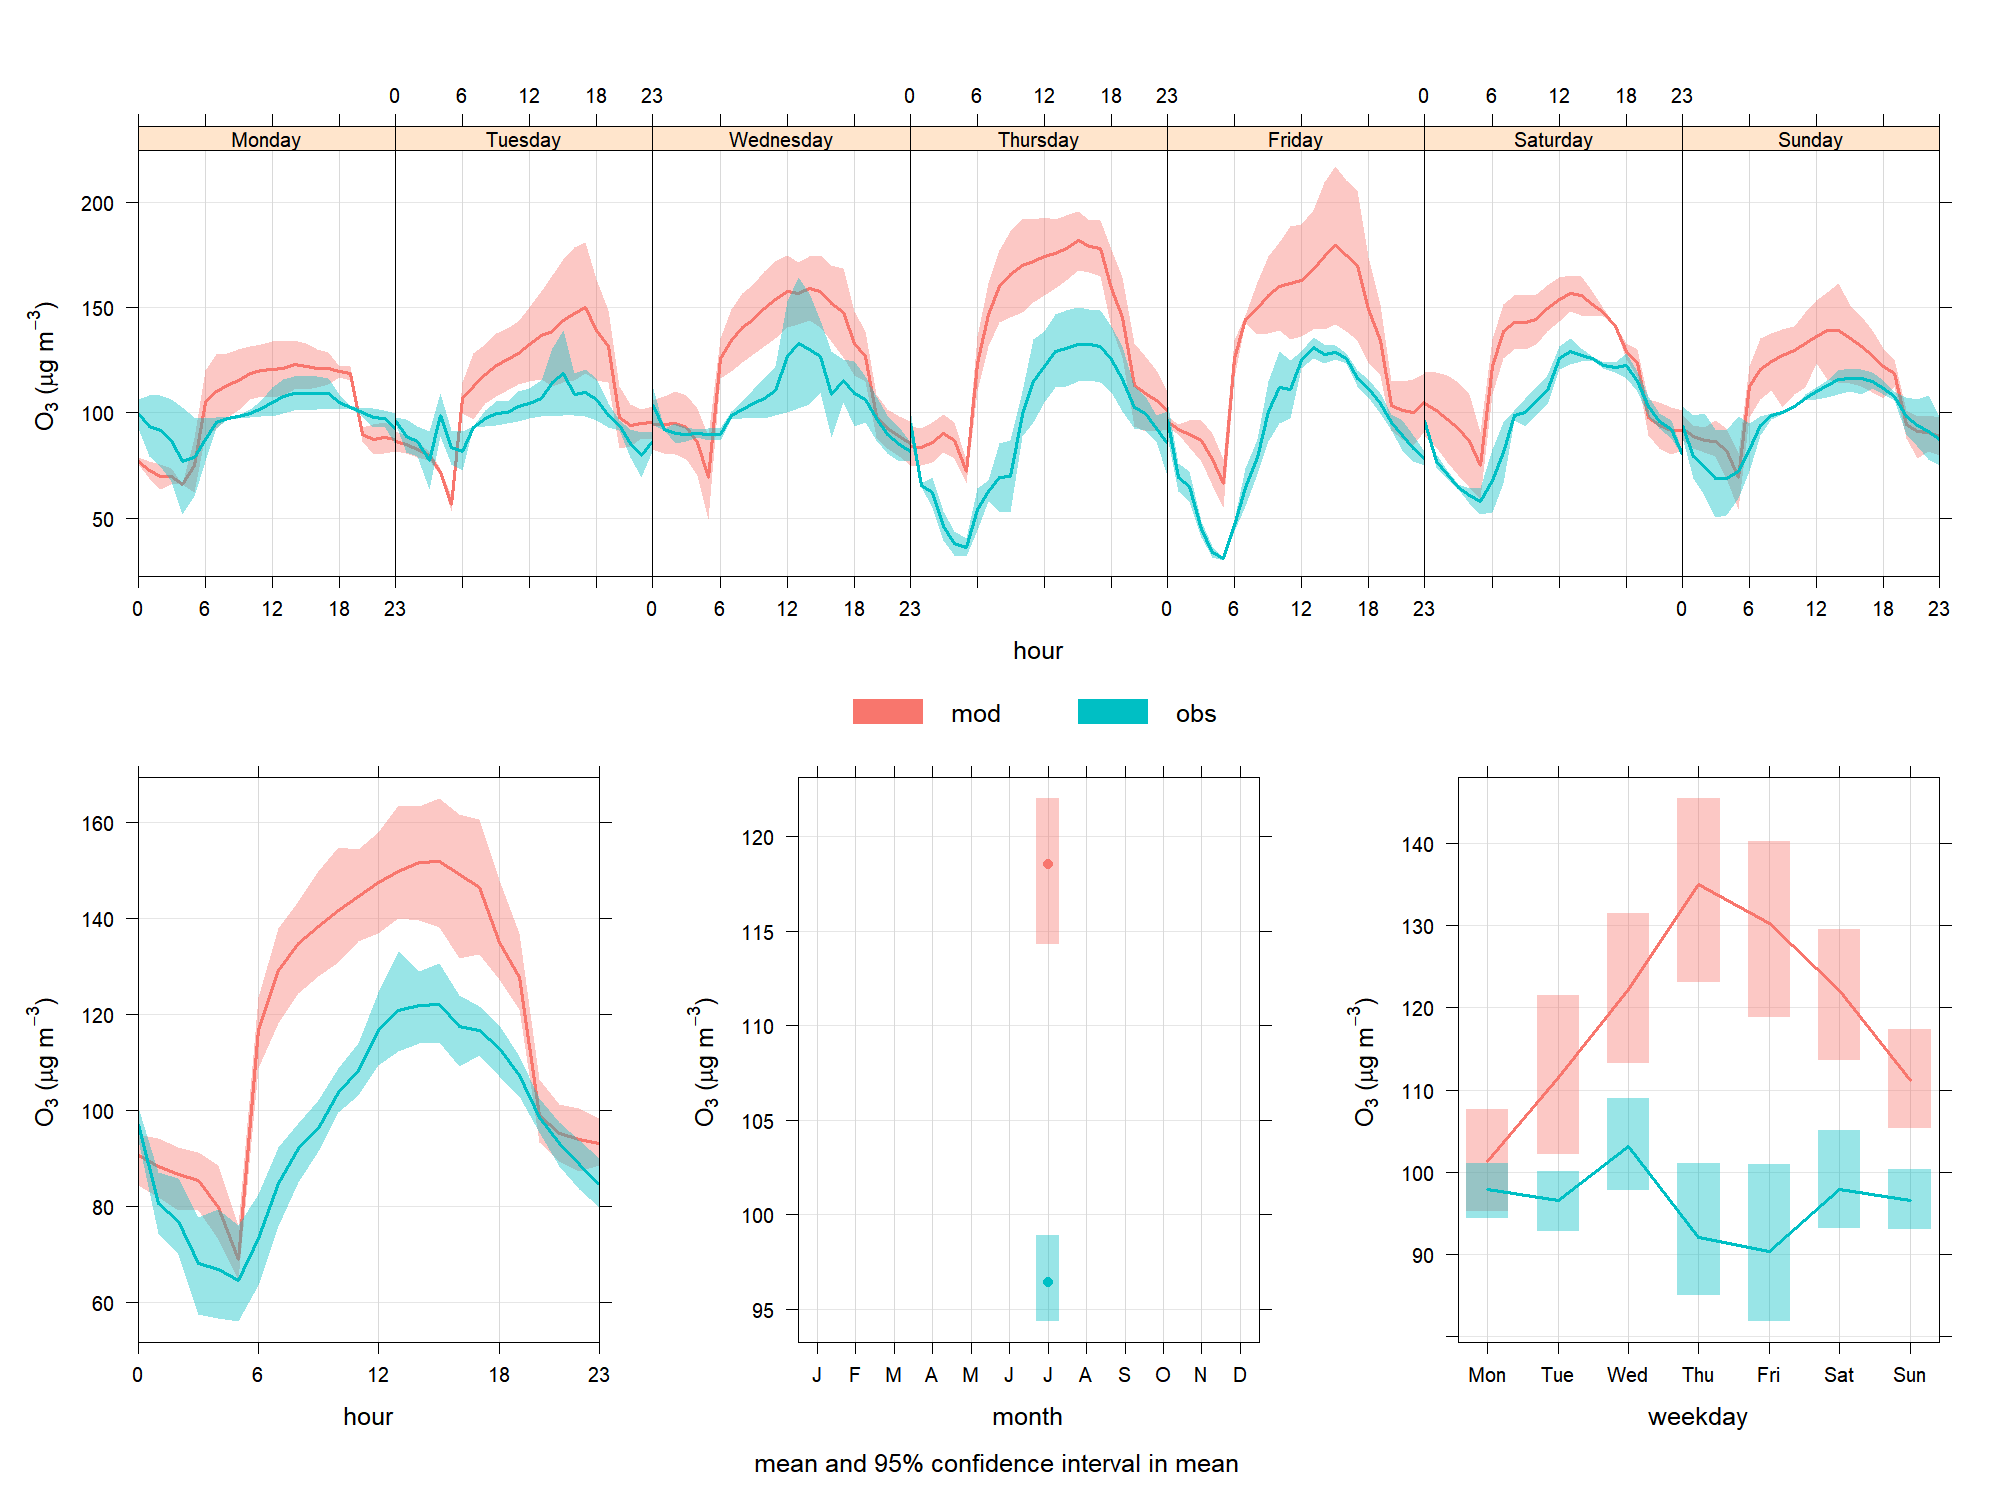 0 6 12 18 23 0 6 12 18 23 0 6 12 18 23
Monday Tuesday Wednesday Thursday Friday Saturday Sunday
200
150
100
50
O₃ (µg m⁻³)
0 6 12 18 23 0 6 12 18 23 0 6 12 18 23 0 6 12 18 23
hour
mod obs
160
140
120
100
80
60
O₃ (µg m⁻³)
0 6 12 18 23
hour
120
115
110
105
100
95
O₃ (µg m⁻³)
J F M A M J J A S O N D
month
140
130
120
110
100
90
O₃ (µg m⁻³)
Mon Tue Wed Thu Fri Sat Sun
weekday
mean and 95% confidence interval in mean